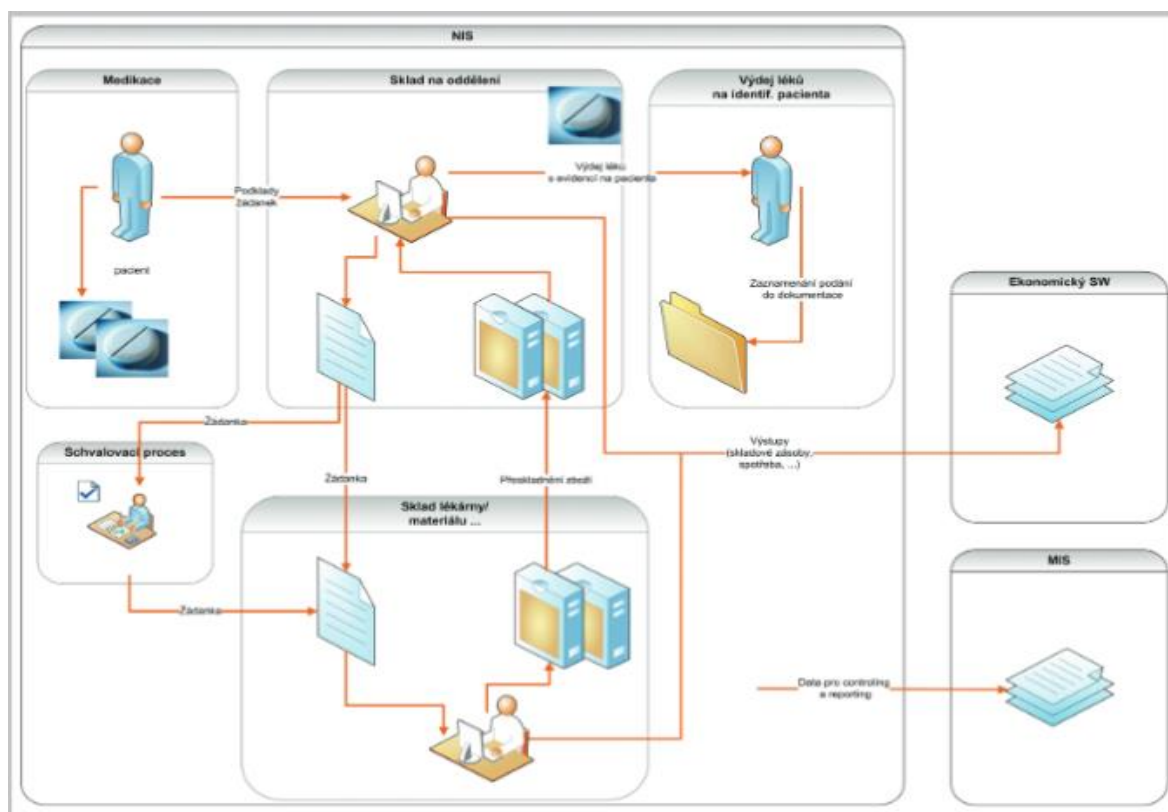 NIS
Medikace
Sklad na oddělení
Výdej léků
na identif. pacienta
Výdej léků
s evidencí na pacienta
Podklady
žádanek
pacient
Zaznamenání podání
do dokumentace
Ekonomický SW
Žádanka
Výstupy
(skladové zásoby,
spotřeba, ...)
Schvalovací proces
Žádanka
Přeskladnění zboží
Sklad lékárny/
materiálu ...
MIS
Žádanka
Data pro controling
a reporting